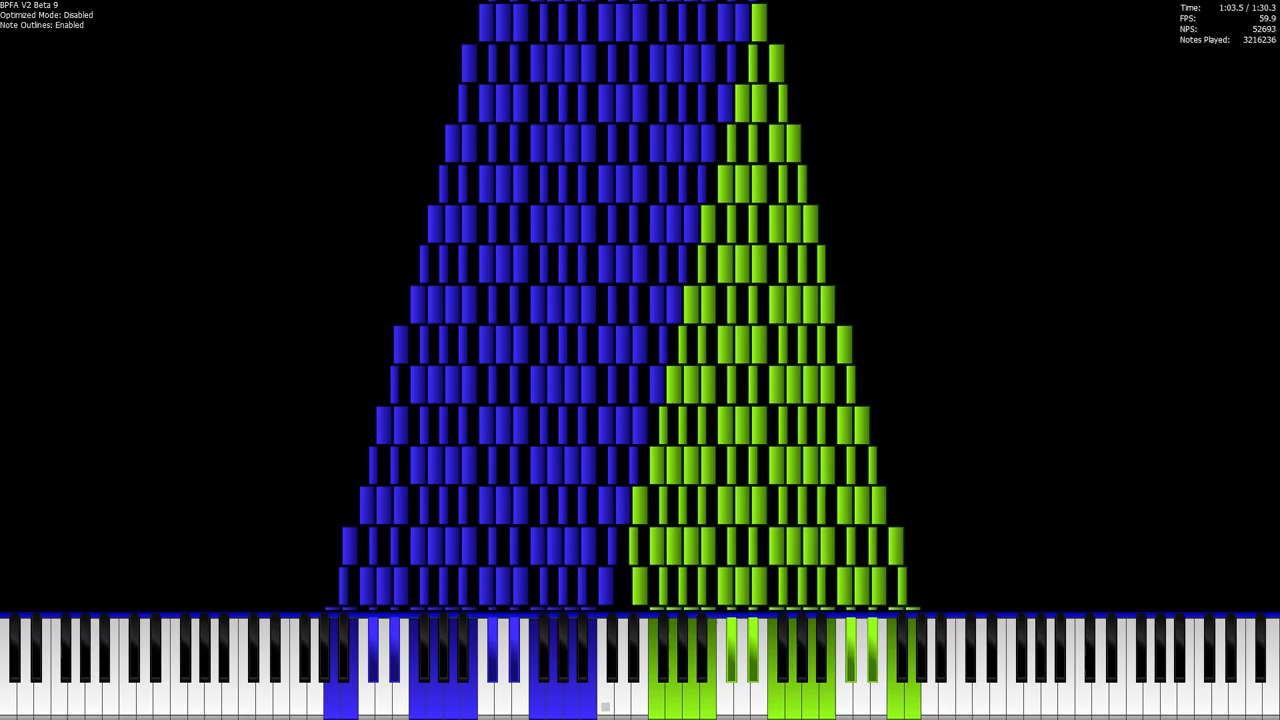 BPFA V2 Beta 9
Optimized Mode: Disabled
Note Outlines: Enabled
Time: 1:03.5 / 1:30.3
FPS: 59.9
NPS: 52693
Notes Played: 3216236